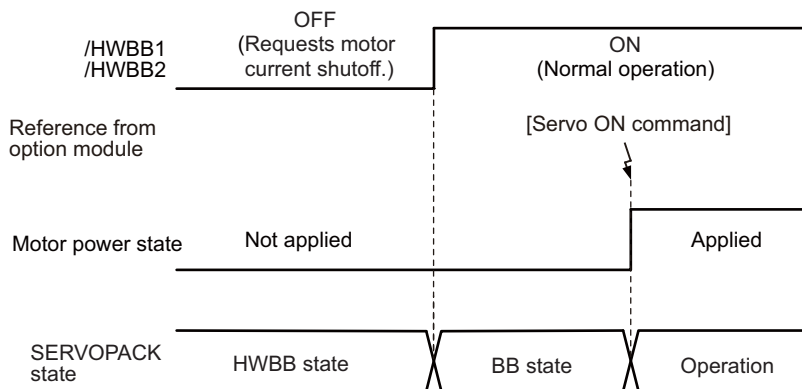 OFF
(Requests motor
current shutoff.)
/HWBB1
/HWBB2
ON
(Normal operation)
Reference from
option module
[Servo ON command]
Motor power state
Not applied
Applied
SERVOPACK
state
HWBB state
BB state
Operation